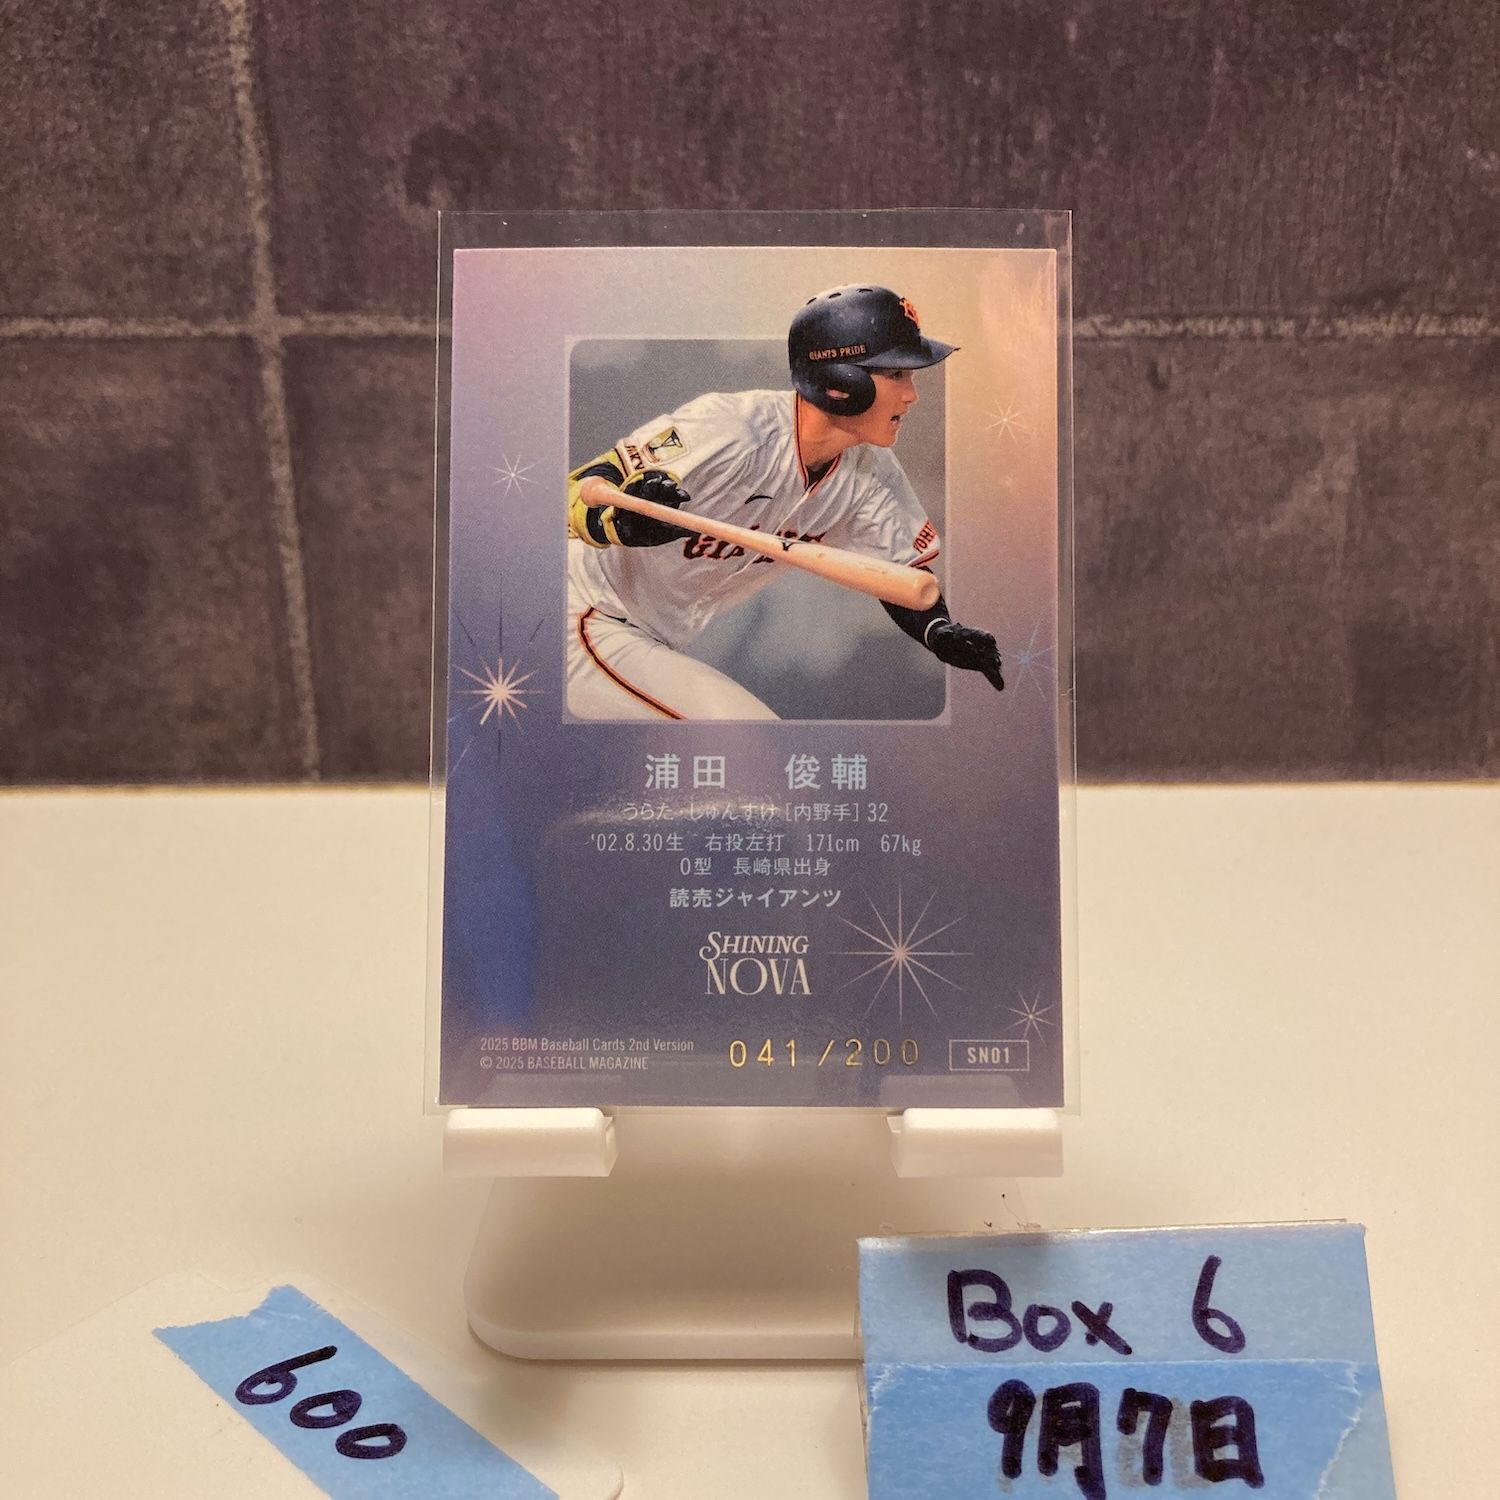 GIANTS PRIDE
浦田 俊輔
うらた しゅんすけ [内野手] 32
'02.8.30生 右投左打 171cm 67kg
O型 長崎県出身
読売ジャイアンツ
SHINING
NOVA
2025 BBM Baseball Cards 2nd Version
© 2025 BASEBALL MAGAZINE
041/200
SN01
Box 6
9月7日
600